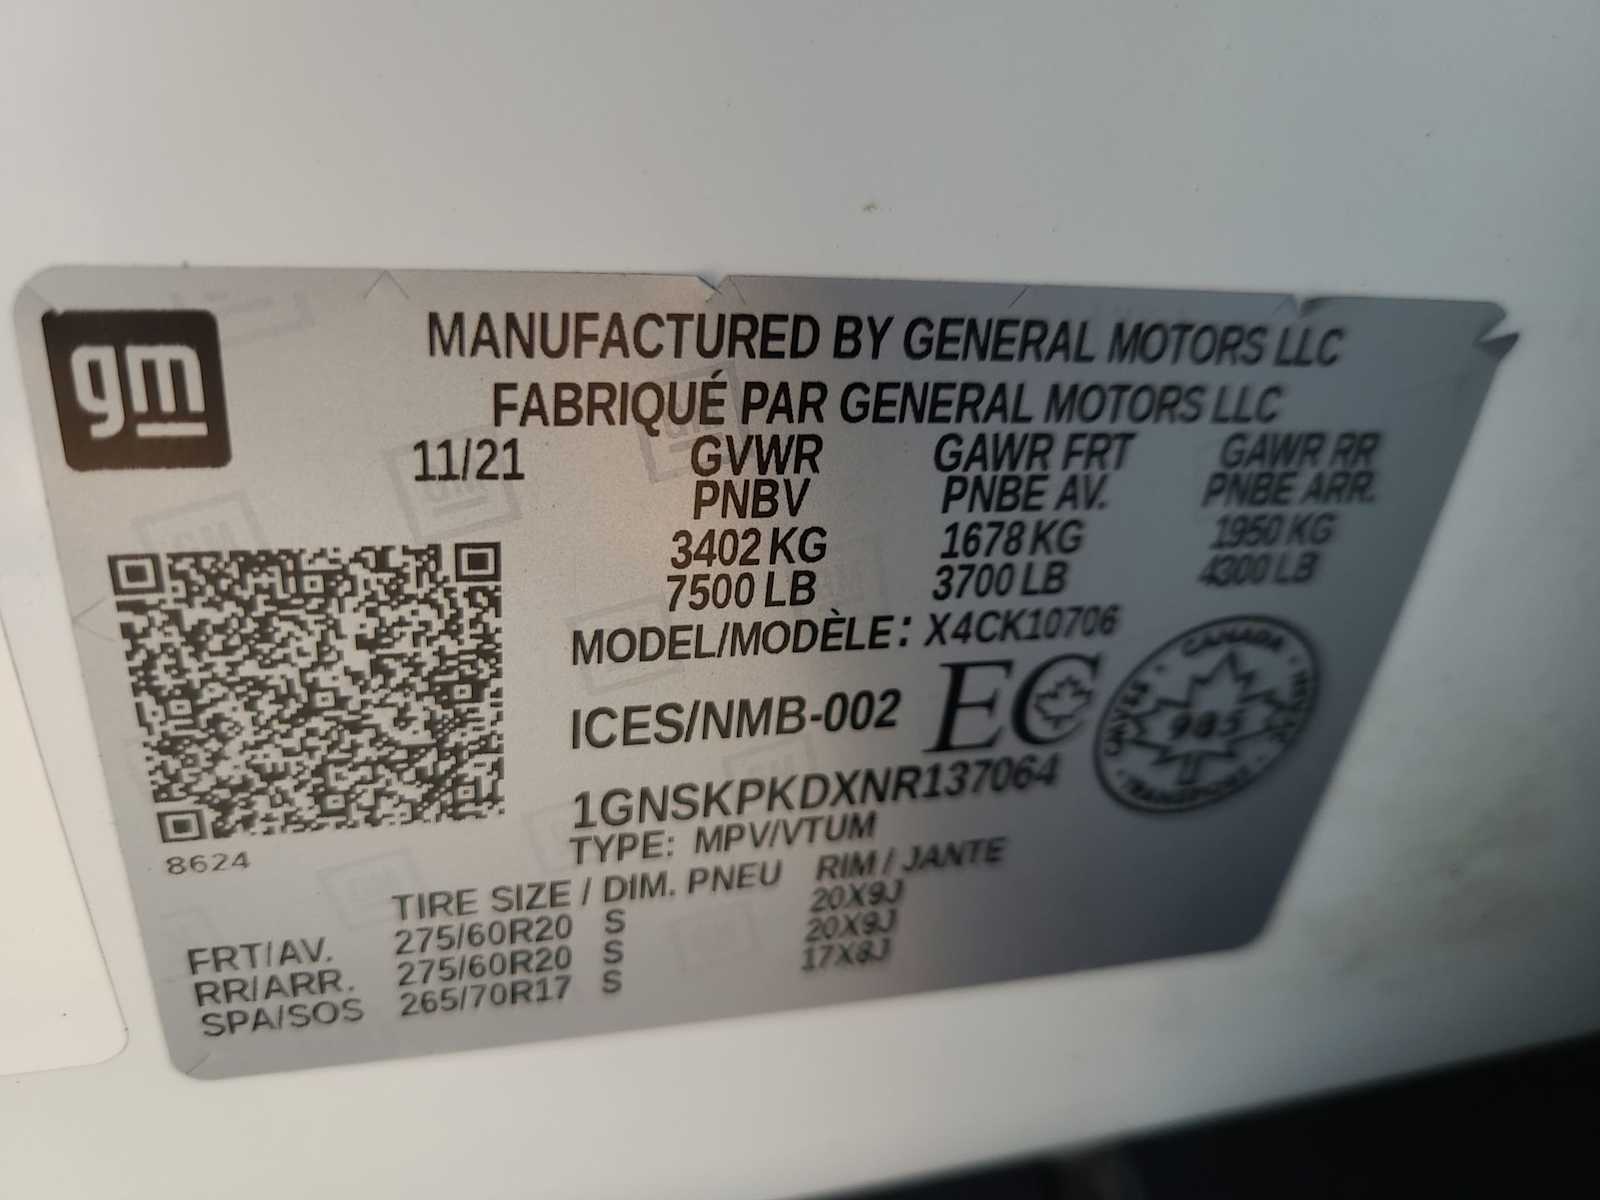 gm
MANUFACTURED BY GENERAL MOTORS LLC
FABRIQUÉ PAR GENERAL MOTORS LLC
11/21 GVWR GAWR FRT GAWR RR
PNBV PNBE AV. PNBE ARR.
3402 KG 1678 KG 1950 KG
7500 LB 3700 LB 4300 LB
MODEL/MODÈLE: X4CK10706
ICES/NMB-002 EC
CANADA
985
TRANSPORT
1GNSKPKDXNR137064
TYPE: MPV/VTUM
8624
TIRE SIZE / DIM. PNEU RIM / JANTE
FRT/AV. 275/60R20 S 20X9J
RR/ARR. 275/60R20 S 20X9J
SPA/SOS 265/70R17 S 17X8J